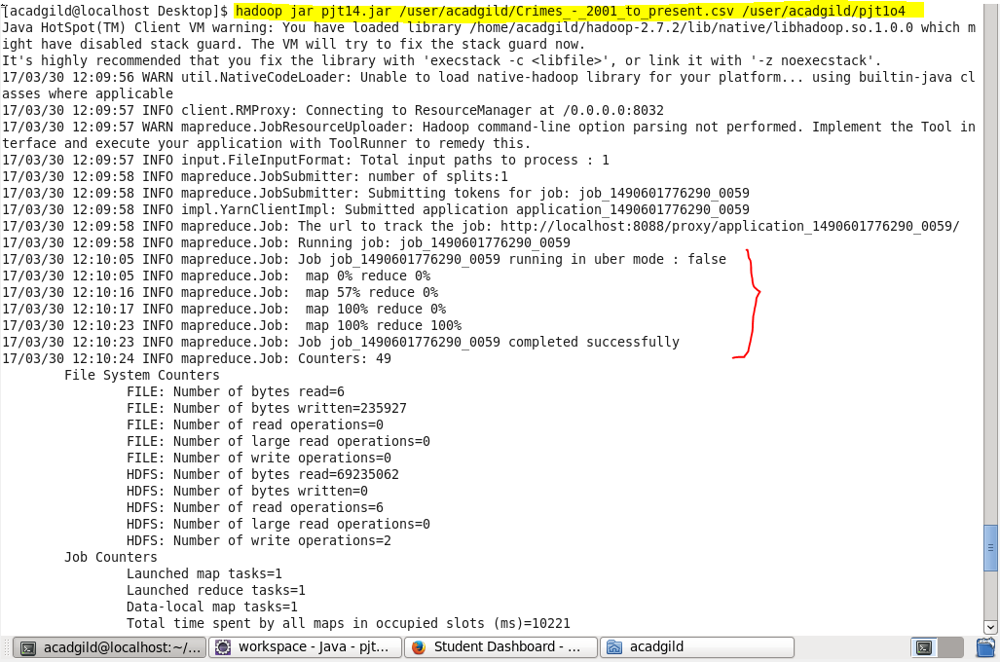 [acadgild@localhost Desktop]$ hadoop jar pjt14.jar /user/acadgild/Crimes_-_2001_to_present.csv /user/acadgild/pjt1o4
Java HotSpot(TM) Client VM warning: You have loaded library /home/acadgild/hadoop-2.7.2/lib/native/libhadoop.so.1.0.0 which m
ight have disabled stack guard. The VM will try to fix the stack guard now.
It's highly recommended that you fix the library with 'execstack -c <libfile>', or link it with '-z noexecstack'.
17/03/30 12:09:56 WARN util.NativeCodeLoader: Unable to load native-hadoop library for your platform... using builtin-java cl
asses where applicable
17/03/30 12:09:57 INFO client.RMProxy: Connecting to ResourceManager at /0.0.0.0:8032
17/03/30 12:09:57 WARN mapreduce.JobResourceUploader: Hadoop command-line option parsing not performed. Implement the Tool in
terface and execute your application with ToolRunner to remedy this.
17/03/30 12:09:57 INFO input.FileInputFormat: Total input paths to process : 1
17/03/30 12:09:58 INFO mapreduce.JobSubmitter: number of splits:1
17/03/30 12:09:58 INFO mapreduce.JobSubmitter: Submitting tokens for job: job_1490601776290_0059
17/03/30 12:09:58 INFO impl.YarnClientImpl: Submitted application application_1490601776290_0059
17/03/30 12:09:58 INFO mapreduce.Job: The url to track the job: http://localhost:8088/proxy/application_1490601776290_0059/
17/03/30 12:09:58 INFO mapreduce.Job: Running job: job_1490601776290_0059
17/03/30 12:10:05 INFO mapreduce.Job: Job job_1490601776290_0059 running in uber mode : false
17/03/30 12:10:05 INFO mapreduce.Job:  map 0% reduce 0%
17/03/30 12:10:16 INFO mapreduce.Job:  map 57% reduce 0%
17/03/30 12:10:17 INFO mapreduce.Job:  map 100% reduce 0%
17/03/30 12:10:23 INFO mapreduce.Job:  map 100% reduce 100%
17/03/30 12:10:23 INFO mapreduce.Job: Job job_1490601776290_0059 completed successfully
17/03/30 12:10:24 INFO mapreduce.Job: Counters: 49
File System Counters
FILE: Number of bytes read=6
FILE: Number of bytes written=235927
FILE: Number of read operations=0
FILE: Number of large read operations=0
FILE: Number of write operations=0
HDFS: Number of bytes read=69235062
HDFS: Number of bytes written=0
HDFS: Number of read operations=6
HDFS: Number of large read operations=0
HDFS: Number of write operations=2
Job Counters
Launched map tasks=1
Launched reduce tasks=1
Data-local map tasks=1
Total time spent by all maps in occupied slots (ms)=10221
acadgild@localhost:~/... workspace - Java - pjt... Student Dashboard - ... acadgild